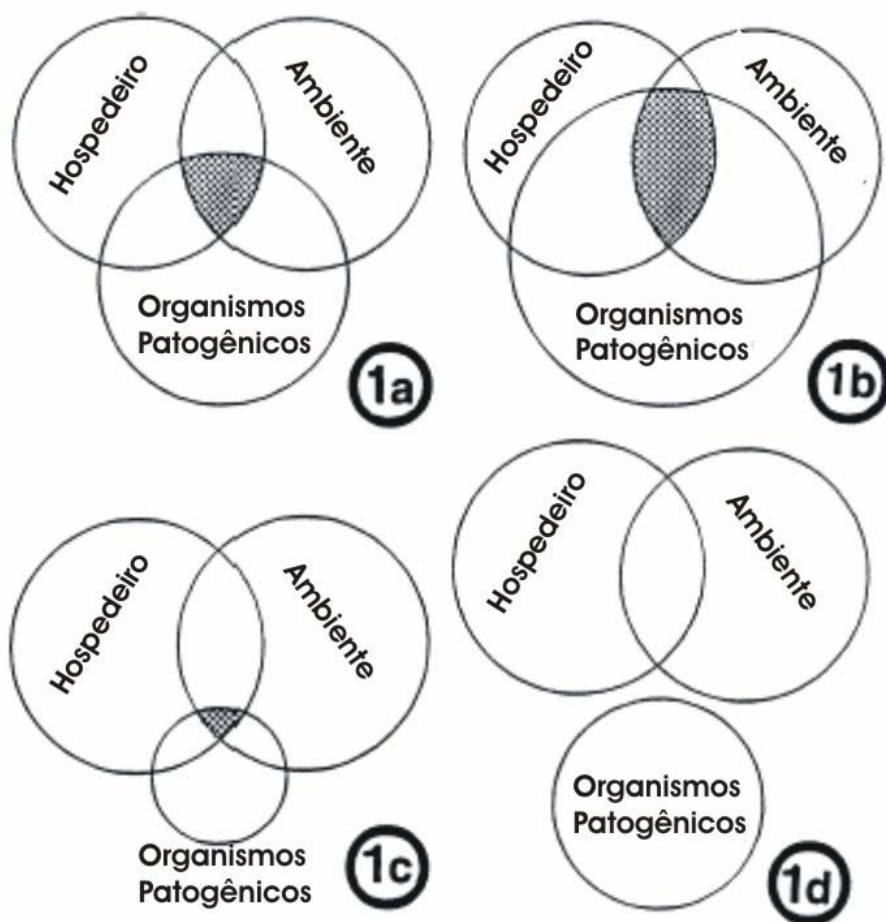 Hospedeiro
Ambiente
Organismos
Patogênicos
1a
Hospedeiro
Ambiente
Organismos
Patogênicos
1b
Hospedeiro
Ambiente
Organismos
Patogênicos
1c
Hospedeiro
Ambiente
Organismos
Patogênicos
1d